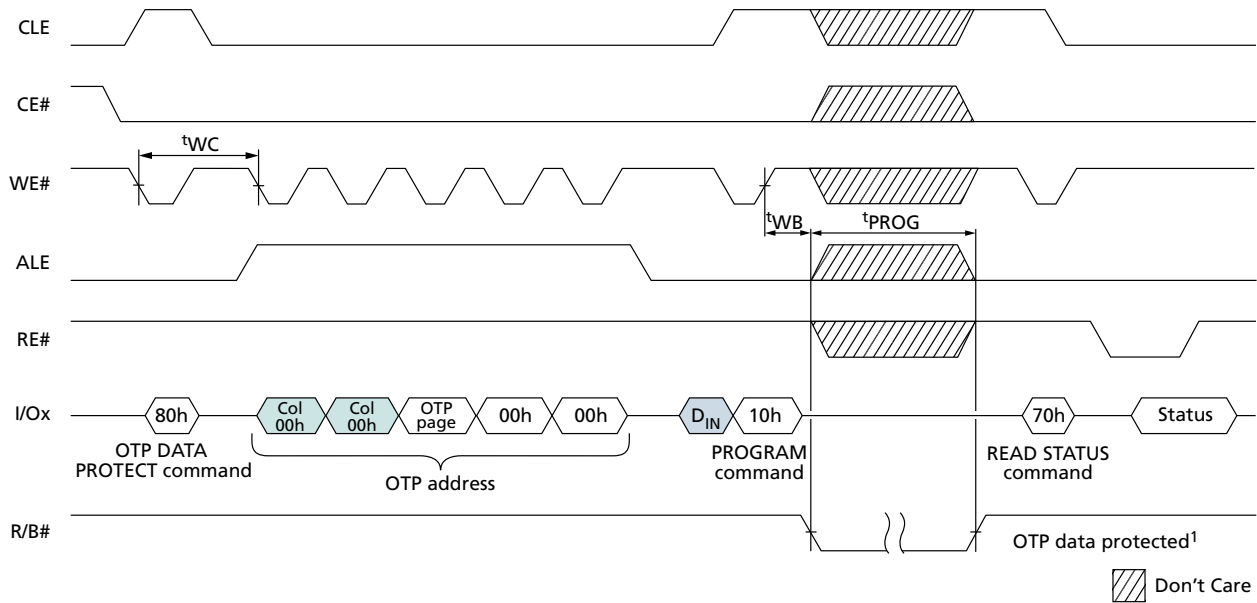 CLE
CE#
tWC
WE#
tWB
tPROG
ALE
RE#
I/Ox
80h
Col
00h
Col
00h
OTP
page
00h
00h
DIN
10h
70h
Status
OTP DATA
PROTECT command
OTP address
PROGRAM
command
READ STATUS
command
R/B#
OTP data protected1
Don't Care